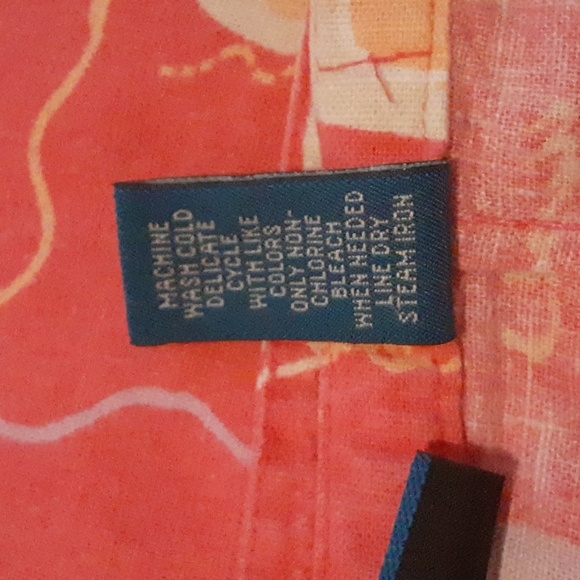 MACHINE
WASH COLD
DELICATE
CYCLE
WITH LIKE
COLORS
ONLY NON-
CHLORINE
BLEACH
WHEN NEEDED
LINE DRY
STEAM IRON